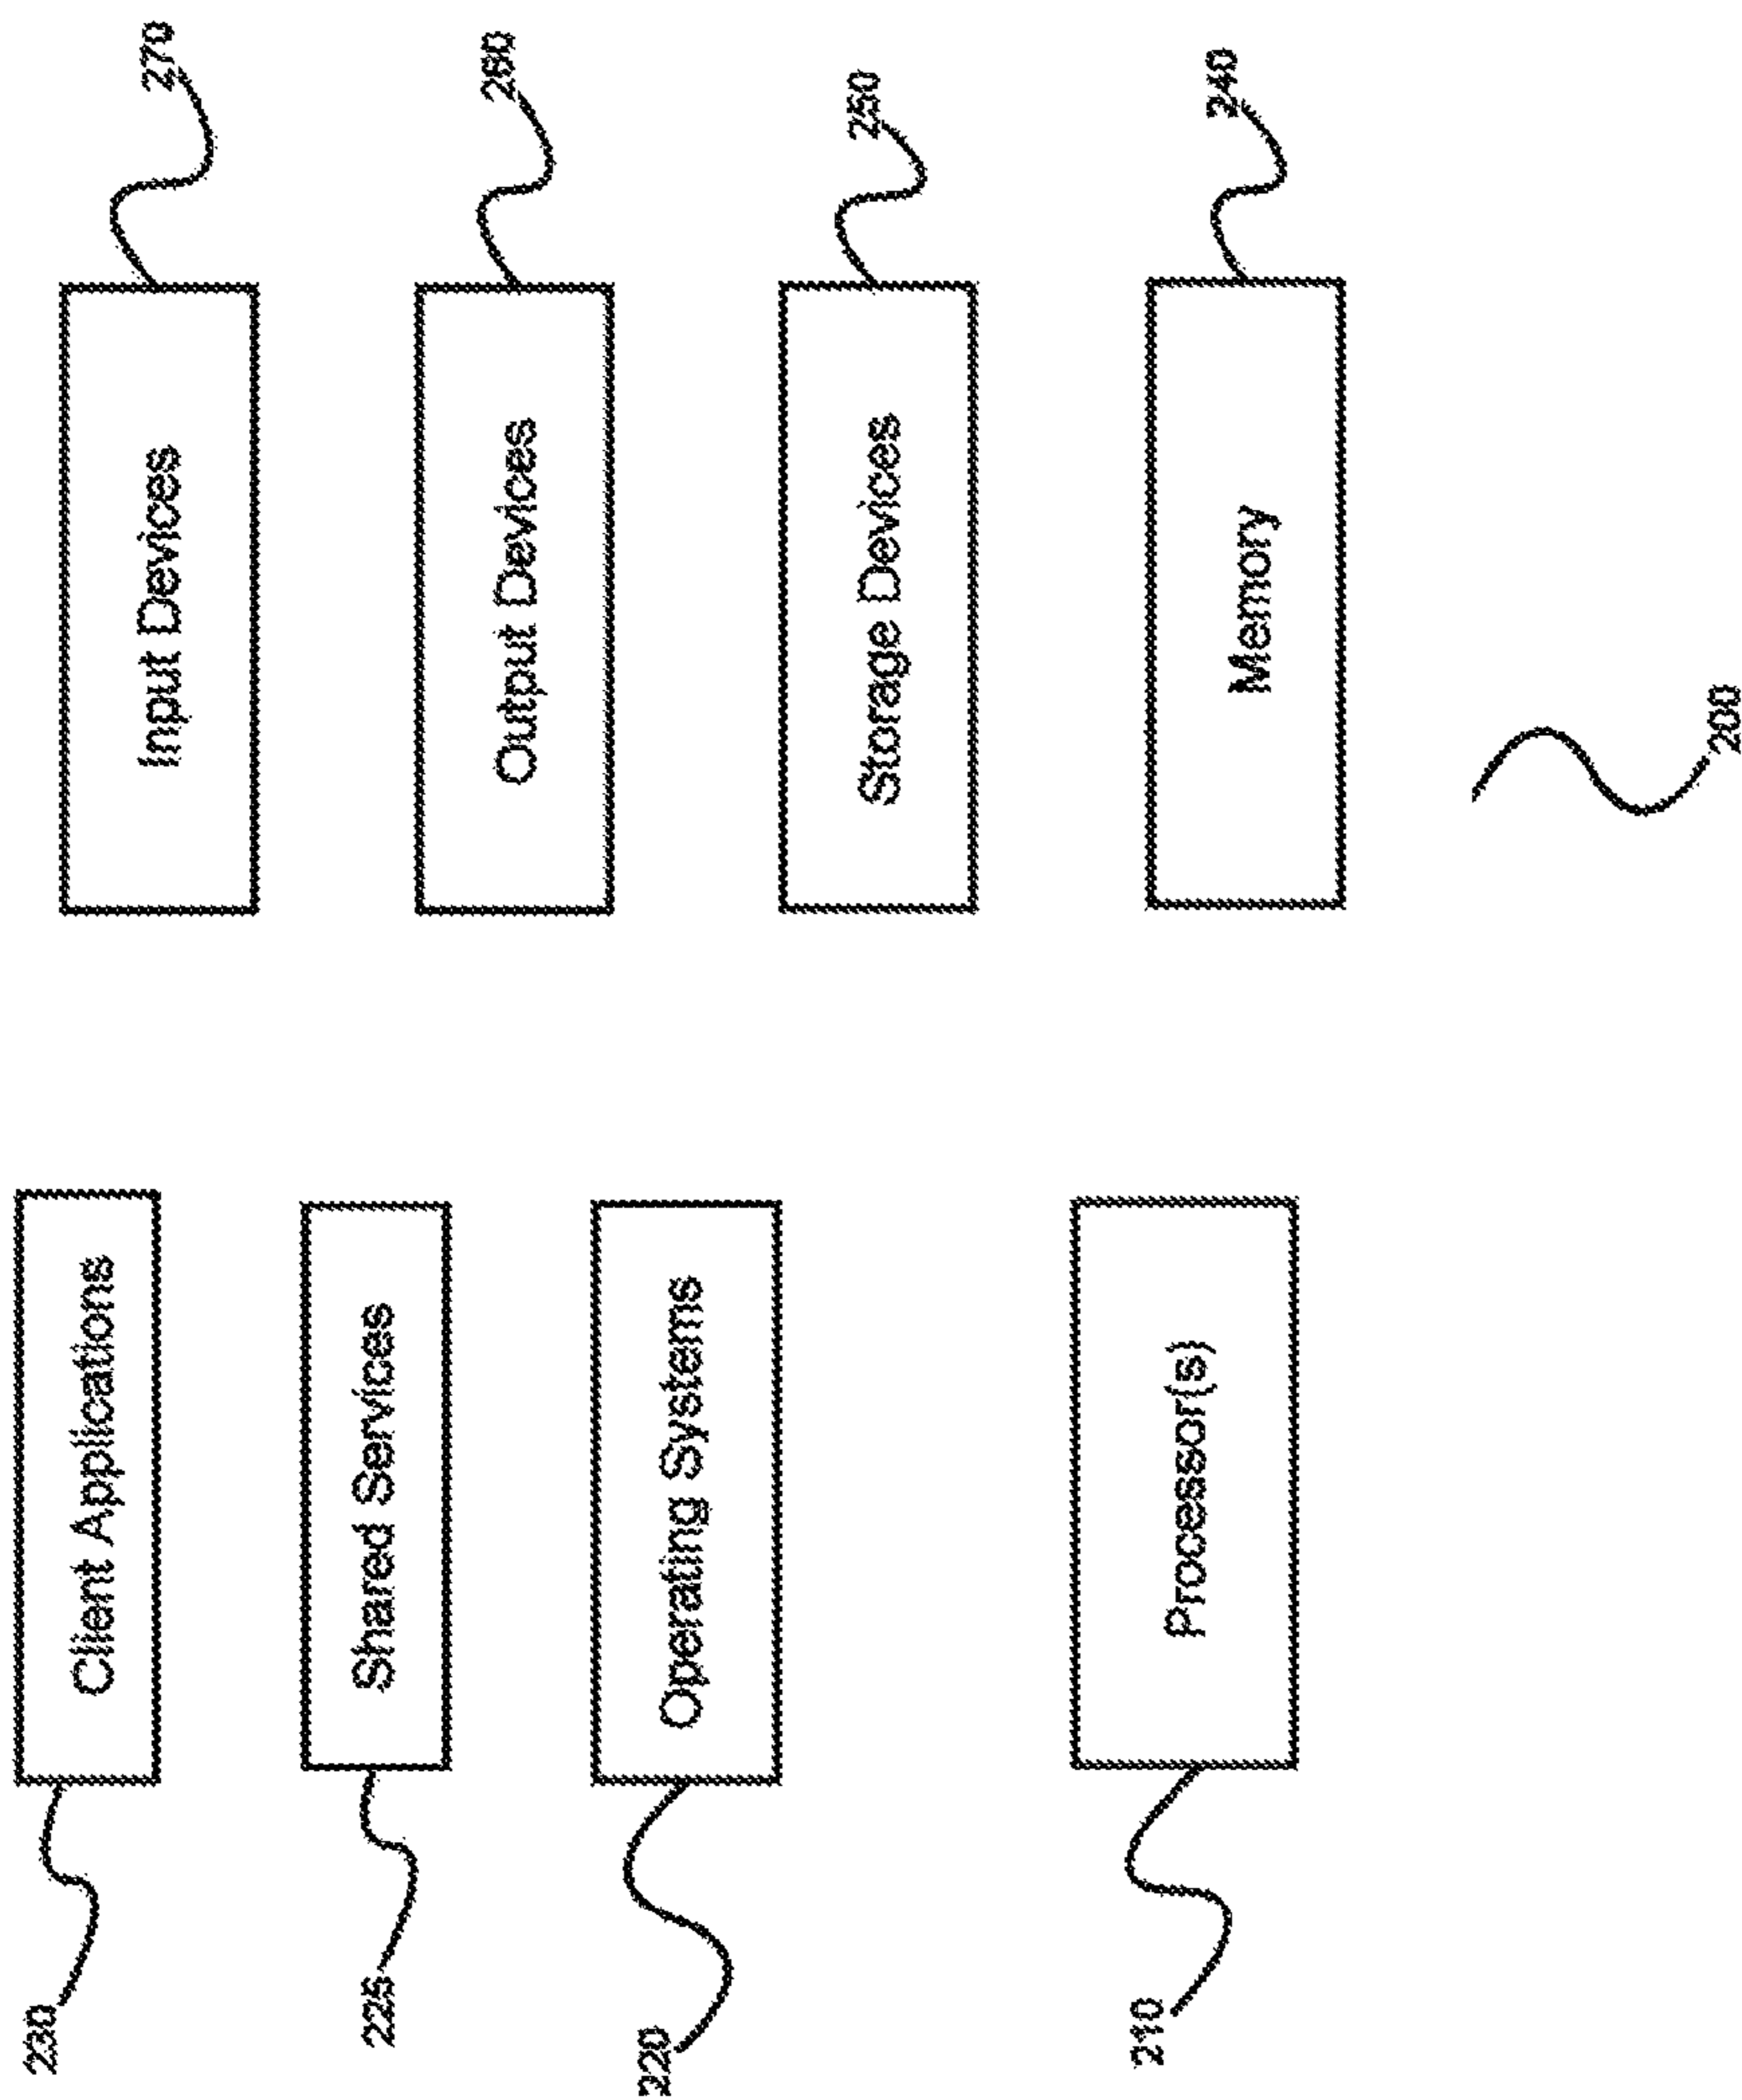 230
Client Applications
Input Devices
270
225
Shared Services
Output Devices
260
220
Operating Systems
Storage Devices
250
210
Processor(s)
Memory
240
200